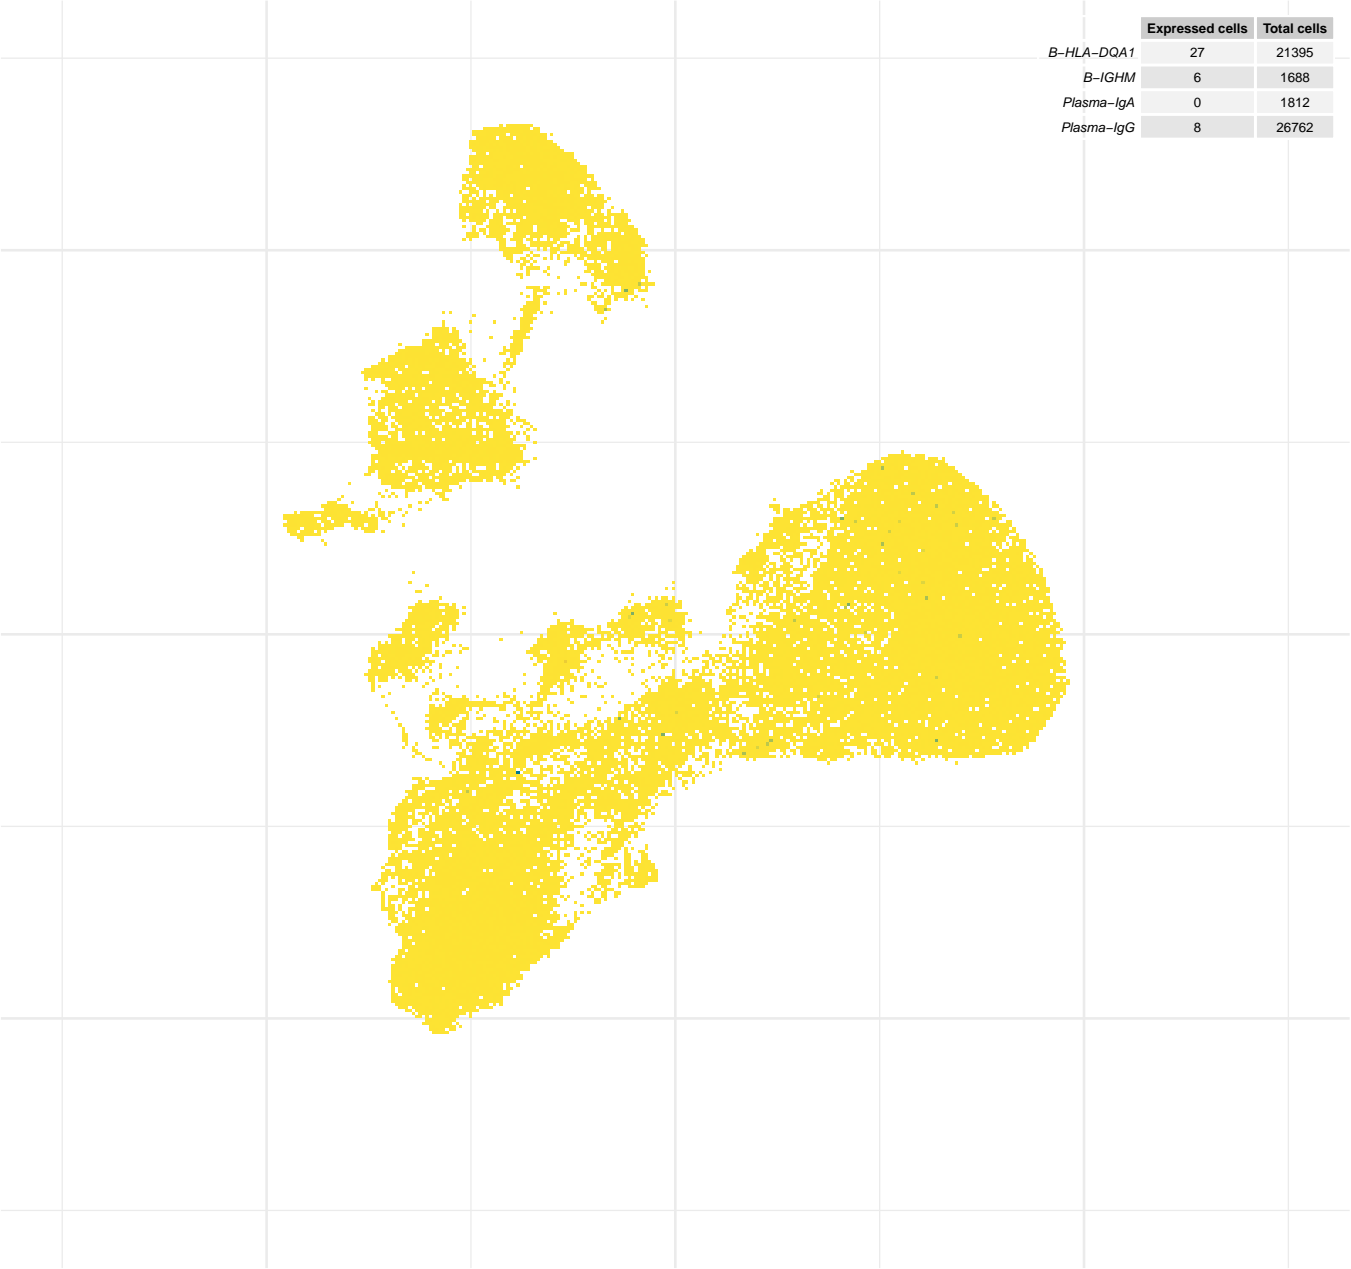 Expressed cells Total cells
B−HLA−DQA1 27 21395
B−IGHM 6 1688
Plasma−IgA 0 1812
Plasma−IgG 8 26762